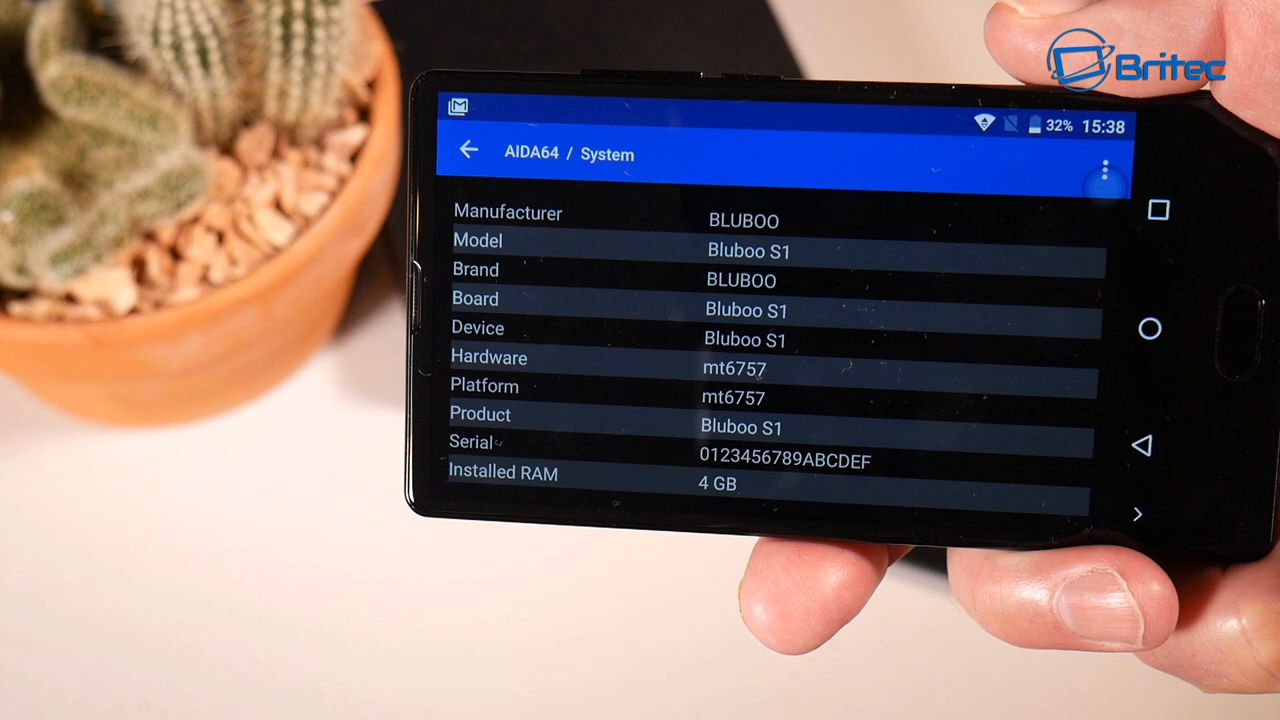 Britec
32% 15:38
AIDA64 / System
Manufacturer BLUBOO
Model Bluboo S1
Brand BLUBOO
Board Bluboo S1
Device Bluboo S1
Hardware mt6757
Platform mt6757
Product Bluboo S1
Serial 0123456789ABCDEF
Installed RAM 4 GB